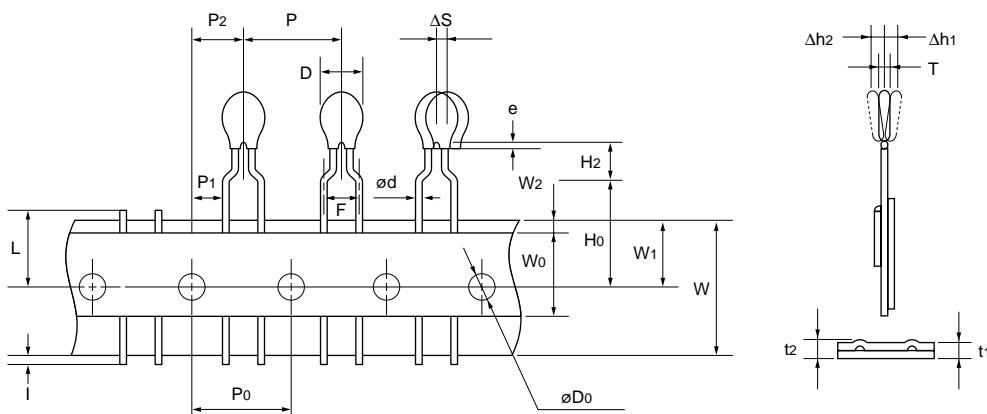 P2 P ΔS
D
e
P1 ød F
W2 H2
L
W0 H0 W1 W
l
P0 øD0
Δh2 Δh1
T
t2 t1